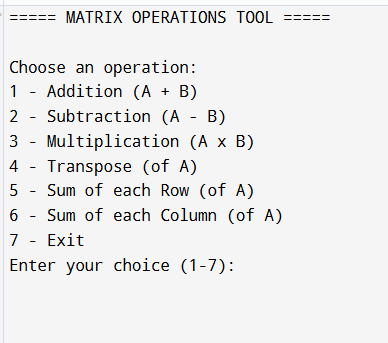 ===== MATRIX OPERATIONS TOOL =====
Choose an operation:
1 - Addition (A + B)
2 - Subtraction (A - B)
3 - Multiplication (A x B)
4 - Transpose (of A)
5 - Sum of each Row (of A)
6 - Sum of each Column (of A)
7 - Exit
Enter your choice (1-7):